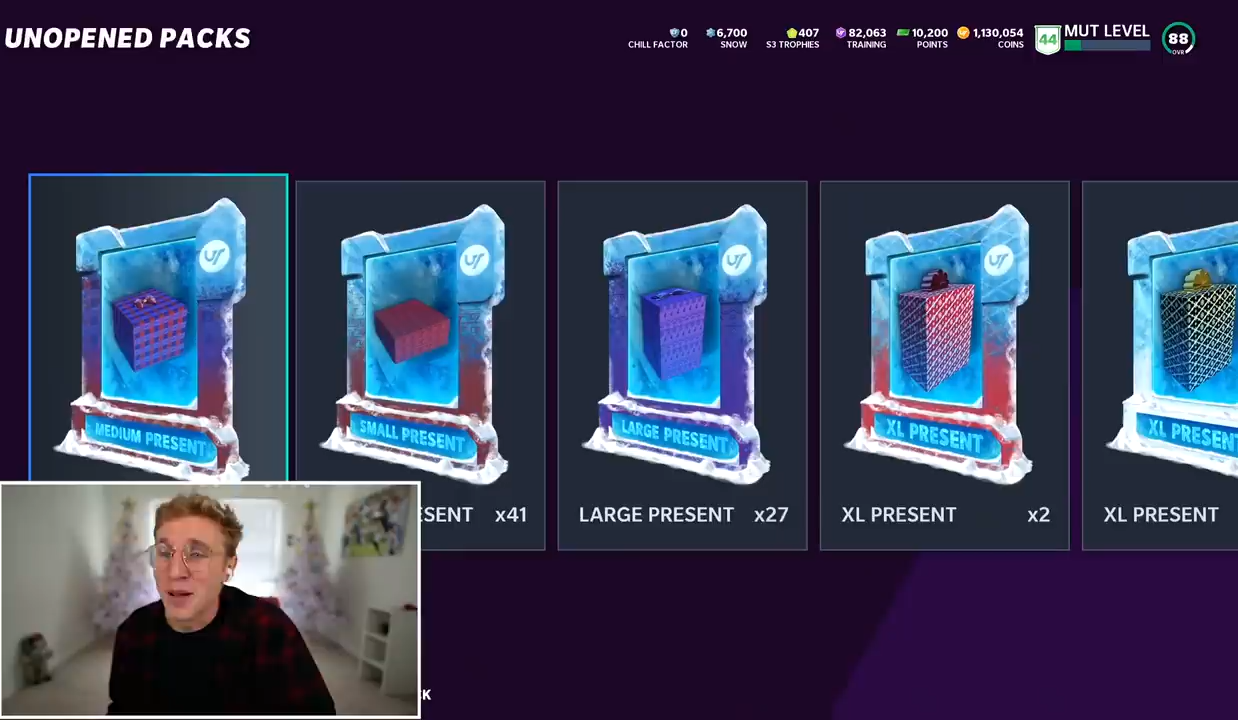 UNOPENED PACKS
0
CHILL FACTOR
6,700
SNOW
407
S3 TROPHIES
82,063
TRAINING
10,200
POINTS
1,130,054
COINS
44
MUT LEVEL
88
OVR
MEDIUM PRESENT
SMALL PRESENT
LARGE PRESENT
XL PRESENT
XL PRESENT
ESENT x41
LARGE PRESENT x27
XL PRESENT x2
XL PRESENT
CK